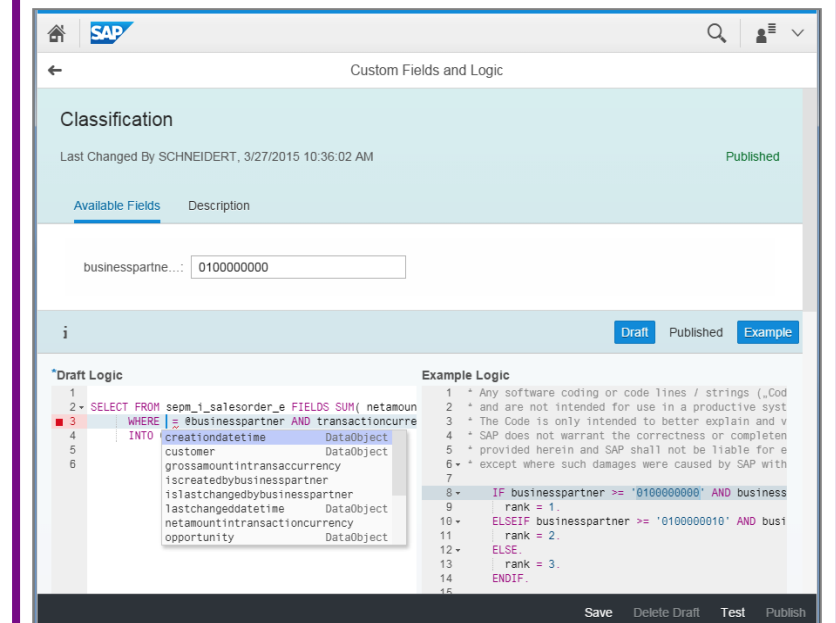 SAP
Custom Fields and Logic
Classification
Last Changed By SCHNEIDERT, 3/27/2015 10:36:02 AM
Published
Available Fields Description
businesspartne...: 0100000000
i
Draft Published Example
*Draft Logic
1
2 SELECT FROM sepm_i_salesorder_e FIELDS SUM( netamoun
3 WHERE = @businesspartner AND transactioncurre
4 INTO
5
6
creationdatetime DataObject
customer DataObject
grossamountintransaccurrency
iscreatedbybusinesspartner
islastchangedbybusinesspartner
lastchangeddatetime DataObject
netamountintransactioncurrency
opportunity DataObject
Example Logic
1 * Any software coding or code lines / strings („Cod
2 * and are not intended for use in a productive syst
3 * The Code is only intended to better explain and v
4 * SAP does not warrant the correctness or completen
5 * provided herein and SAP shall not be liable for e
6 * except where such damages were caused by SAP with
7
8 IF businesspartner >= '0100000000' AND business
9 rank = 1.
10 ELSEIF businesspartner >= '0100000010' AND busi
11 rank = 2.
12 ELSE.
13 rank = 3.
14 ENDIF.
15
Save Delete Draft Test Publish